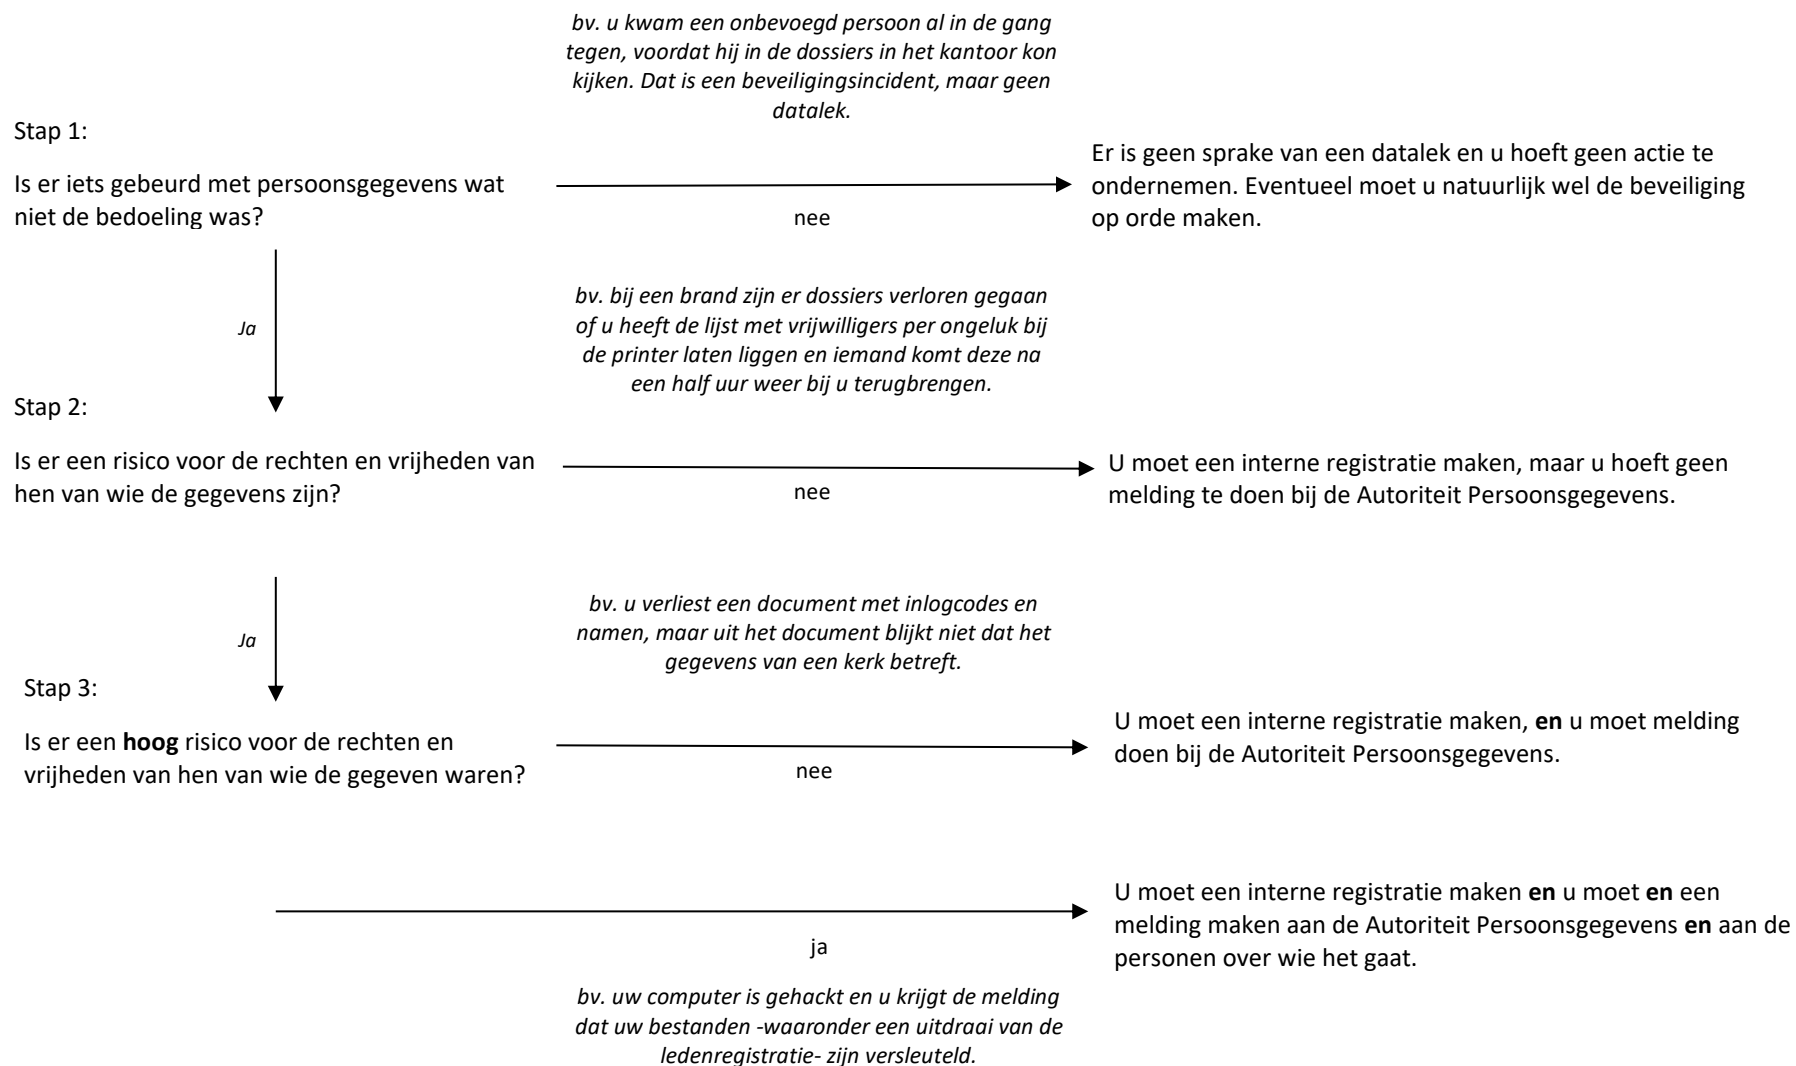 bv. u kwam een onbevoegd persoon al in de gang
tegen, voordat hij in de dossiers in het kantoor kon
kijken. Dat is een beveiligingsincident, maar geen
datalek.
Stap 1:
Is er iets gebeurd met persoonsgegevens wat
niet de bedoeling was?
nee
Er is geen sprake van een datalek en u hoeft geen actie te
ondernemen. Eventueel moet u natuurlijk wel de beveiliging
op orde maken.
Ja
bv. bij een brand zijn er dossiers verloren gegaan
of u heeft de lijst met vrijwilligers per ongeluk bij
de printer laten liggen en iemand komt deze na
een half uur weer bij u terugbrengen.
Stap 2:
Is er een risico voor de rechten en vrijheden van
hen van wie de gegevens zijn?
nee
U moet een interne registratie maken, maar u hoeft geen
melding te doen bij de Autoriteit Persoonsgegevens.
Ja
bv. u verliest een document met inlogcodes en
namen, maar uit het document blijkt niet dat het
gegevens van een kerk betreft.
Stap 3:
Is er een hoog risico voor de rechten en
vrijheden van hen van wie de gegeven waren?
nee
U moet een interne registratie maken, en u moet melding
doen bij de Autoriteit Persoonsgegevens.
ja
U moet een interne registratie maken en u moet en een
melding maken aan de Autoriteit Persoonsgegevens en aan de
personen over wie het gaat.
bv. uw computer is gehackt en u krijgt de melding
dat uw bestanden -waaronder een uitdraai van de
ledenregistratie- zijn versleuteld.